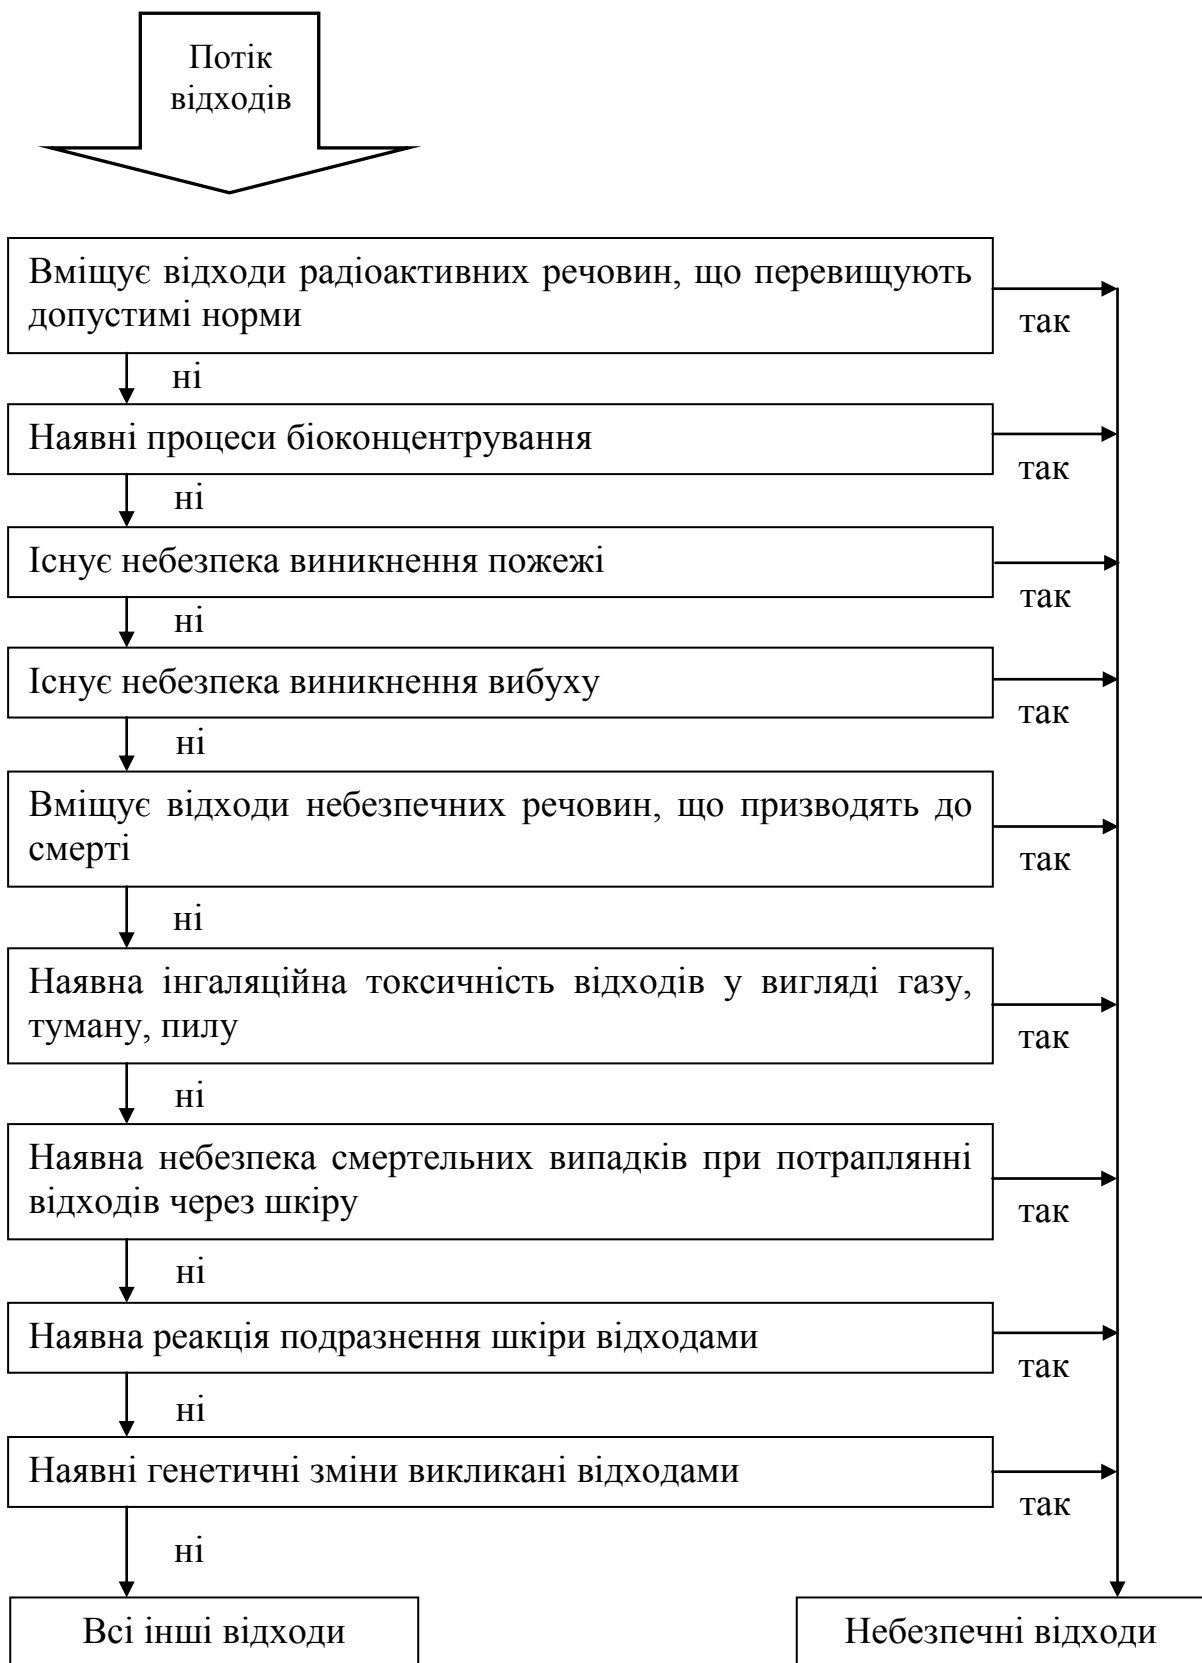 Потік
відходів
Вміщує відходи радіоактивних речовин, що перевищують
допустимі норми
так
ні
Наявні процеси біоконцентрування
так
ні
Існує небезпека виникнення пожежі
так
ні
Існує небезпека виникнення вибуху
так
ні
Вміщує відходи небезпечних речовин, що призводять до
смерті
так
ні
Наявна інгаляційна токсичність відходів у вигляді газу,
туману, пилу
так
ні
Наявна небезпека смертельних випадків при потраплянні
відходів через шкіру
так
ні
Наявна реакція подразнення шкіри відходами
так
ні
Наявні генетичні зміни викликані відходами
так
ні
Всі інші відходи
Небезпечні відходи